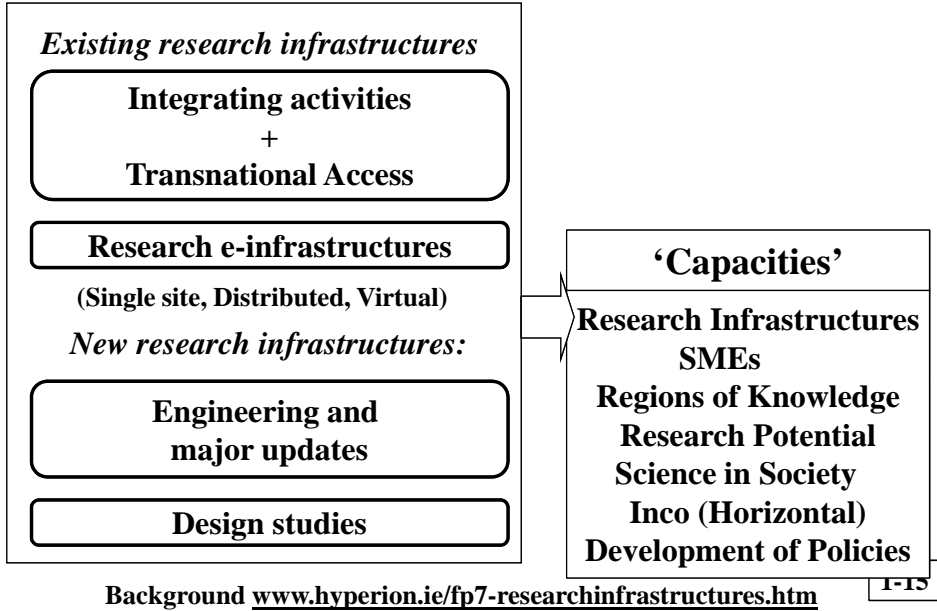 Existing research infrastructures
Integrating activities
+
Transnational Access
Research e-infrastructures
(Single site, Distributed, Virtual)
New research infrastructures:
Engineering and
major updates
Design studies
‘Capacities’
Research Infrastructures
SMEs
Regions of Knowledge
Research Potential
Science in Society
Inco (Horizontal)
Development of Policies
1-15
Background www.hyperion.ie/fp7-researchinfrastructures.htm